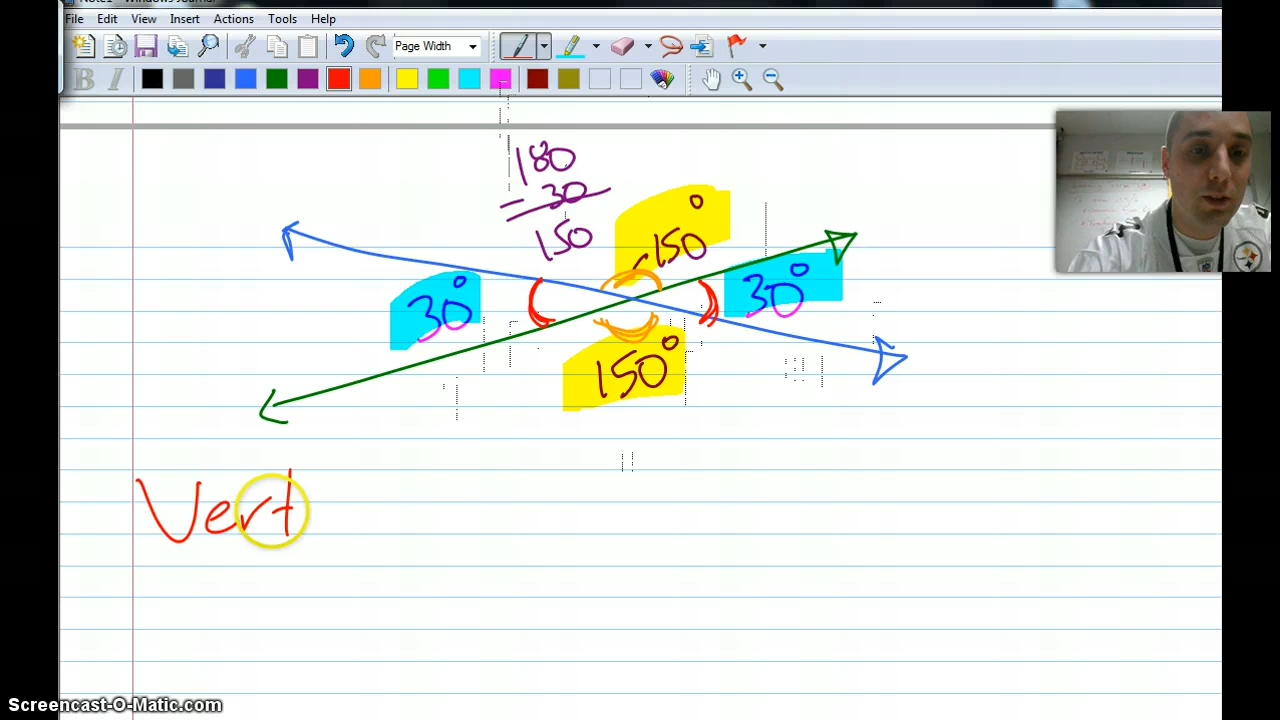 File Edit View Insert Actions Tools Help
Page Width
B I
180
- 30
150
150°
30°
30°
150°
Vert
Screencast-O-Matic.com